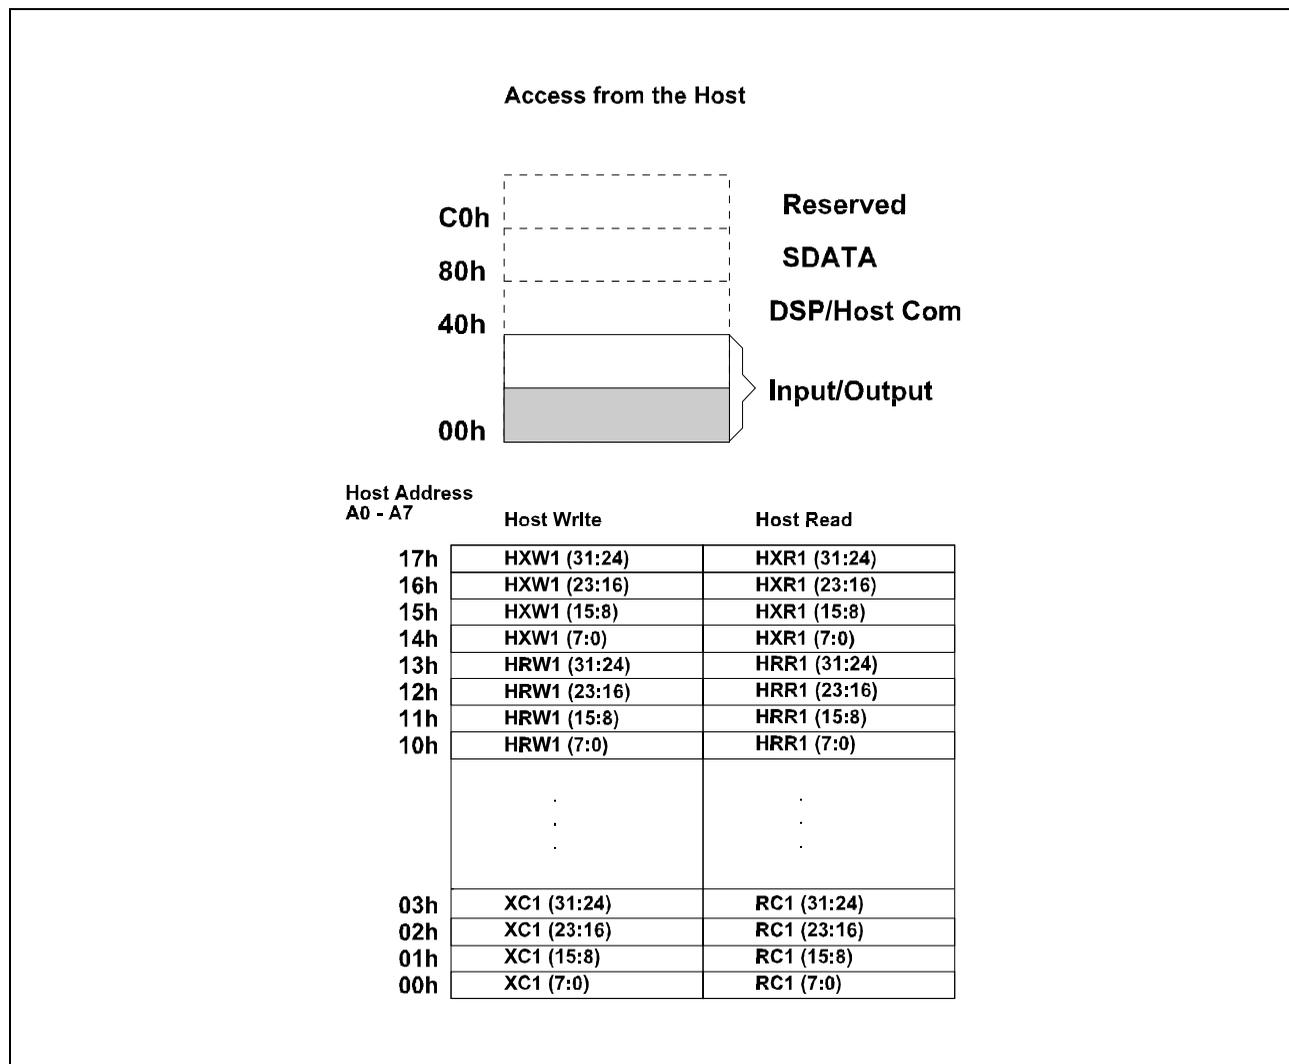 Access from the Host
C0h Reserved
80h SDATA
40h DSP/Host Com
Input/Output
00h
Host Address
A0 - A7 Host Write Host Read
17h HXW1 (31:24) HXR1 (31:24)
16h HXW1 (23:16) HXR1 (23:16)
15h HXW1 (15:8) HXR1 (15:8)
14h HXW1 (7:0) HXR1 (7:0)
13h HRW1 (31:24) HRR1 (31:24)
12h HRW1 (23:16) HRR1 (23:16)
11h HRW1 (15:8) HRR1 (15:8)
10h HRW1 (7:0) HRR1 (7:0)
. .
. .
. .
03h XC1 (31:24) RC1 (31:24)
02h XC1 (23:16) RC1 (23:16)
01h XC1 (15:8) RC1 (15:8)
00h XC1 (7:0) RC1 (7:0)